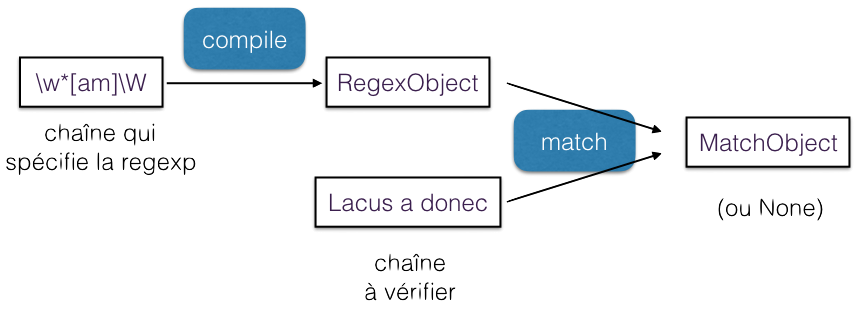 compile
\w*[am]\W
RegexObject
chaîne qui
spécifie la regexp
match
MatchObject
Lacus a donec
(ou None)
chaîne
à vérifier